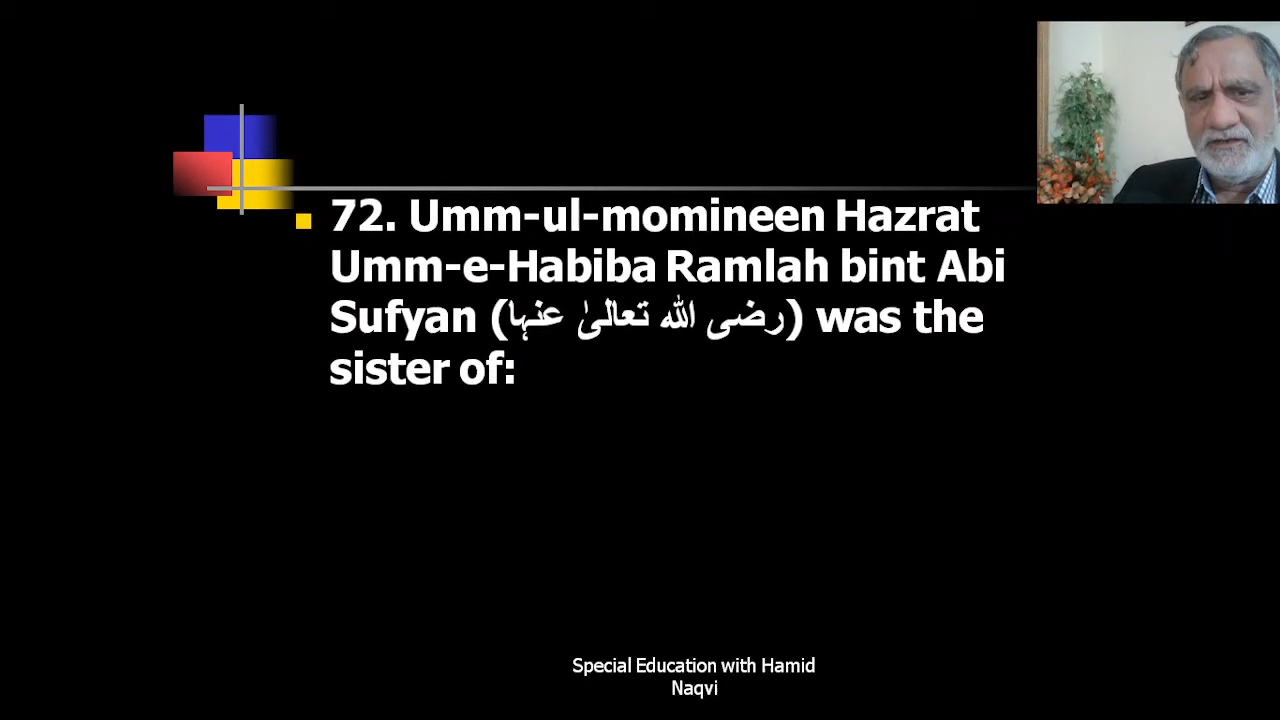 72. Umm-ul-momineen Hazrat
Umm-e-Habiba Ramlah bint Abi
Sufyan (رضی الله تعالیٰ عنہا) was the
sister of:
Special Education with Hamid
Naqvi